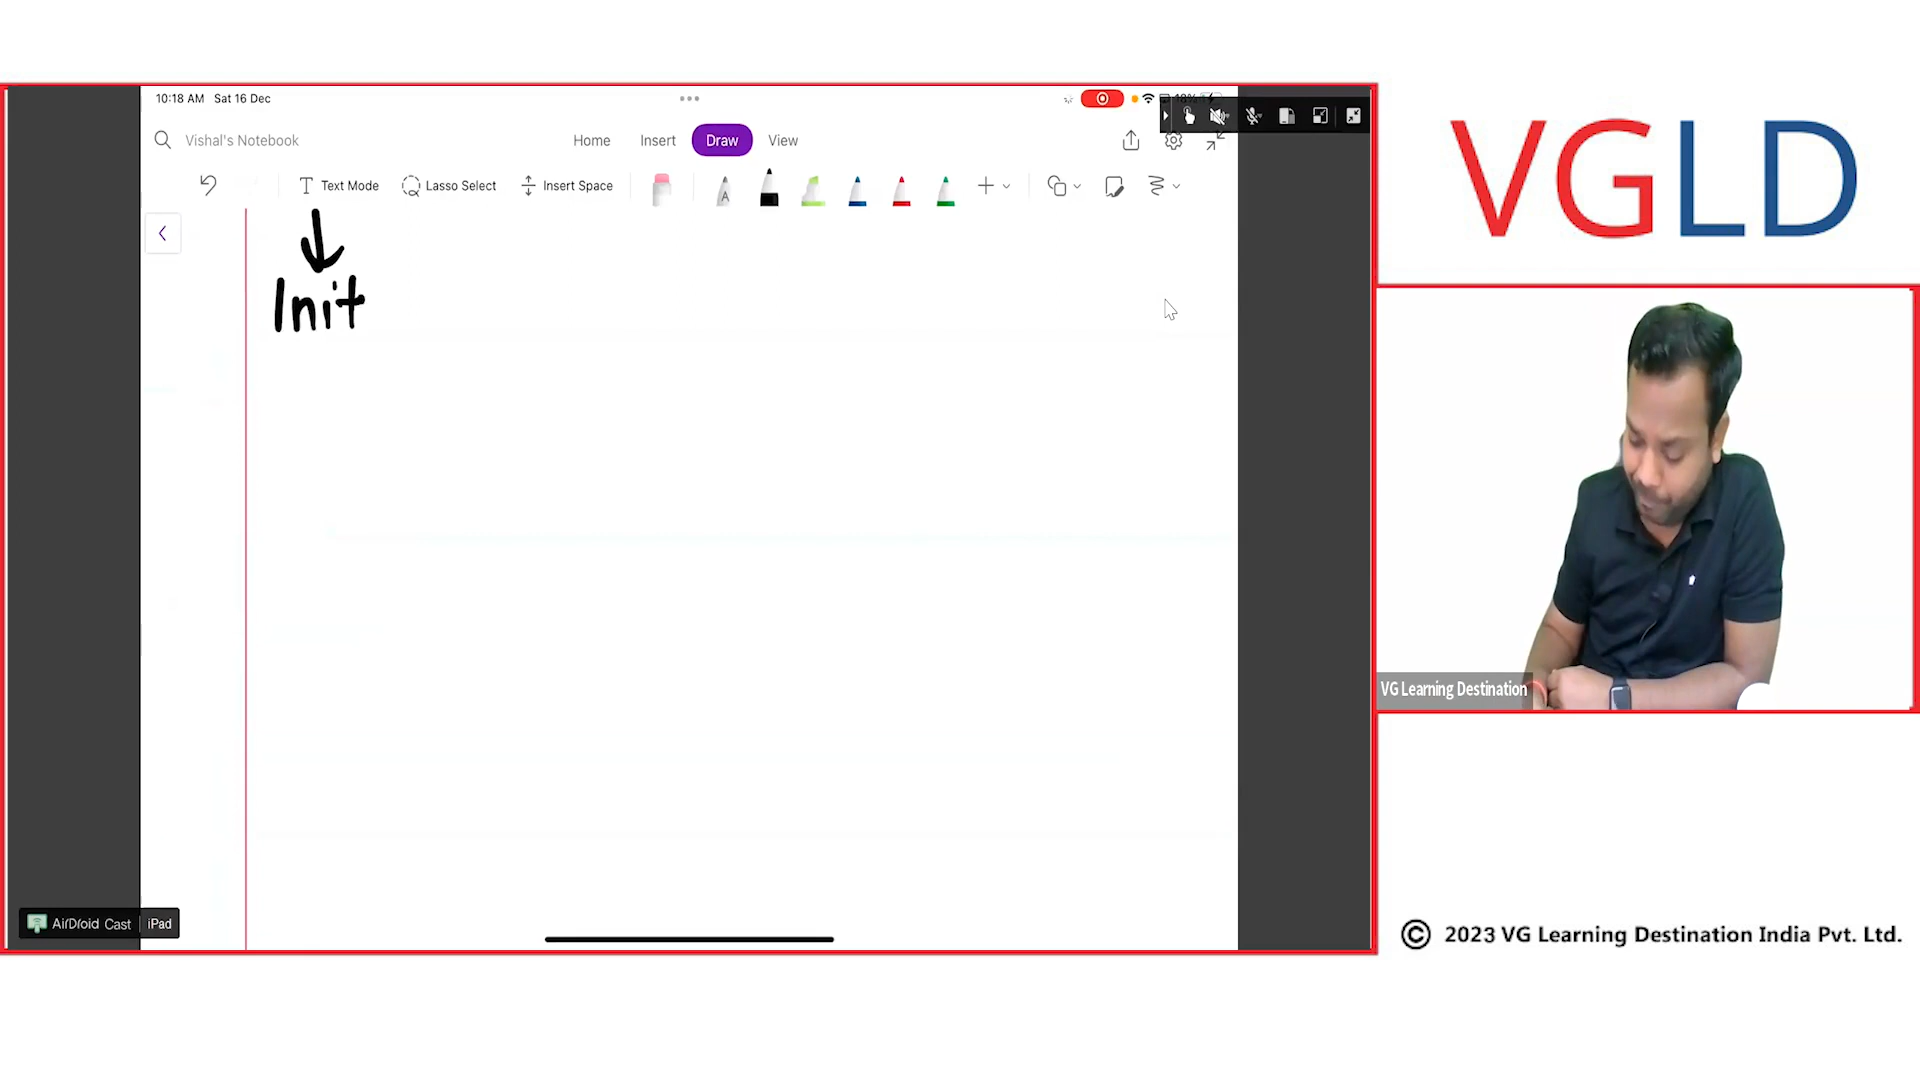 10:18 AM Sat 16 Dec
18%
Vishal's Notebook
Home Insert Draw View
Text Mode Lasso Select Insert Space
A
Init
VGLD
VG Learning Destination
AirDroid Cast iPad
© 2023 VG Learning Destination India Pvt. Ltd.